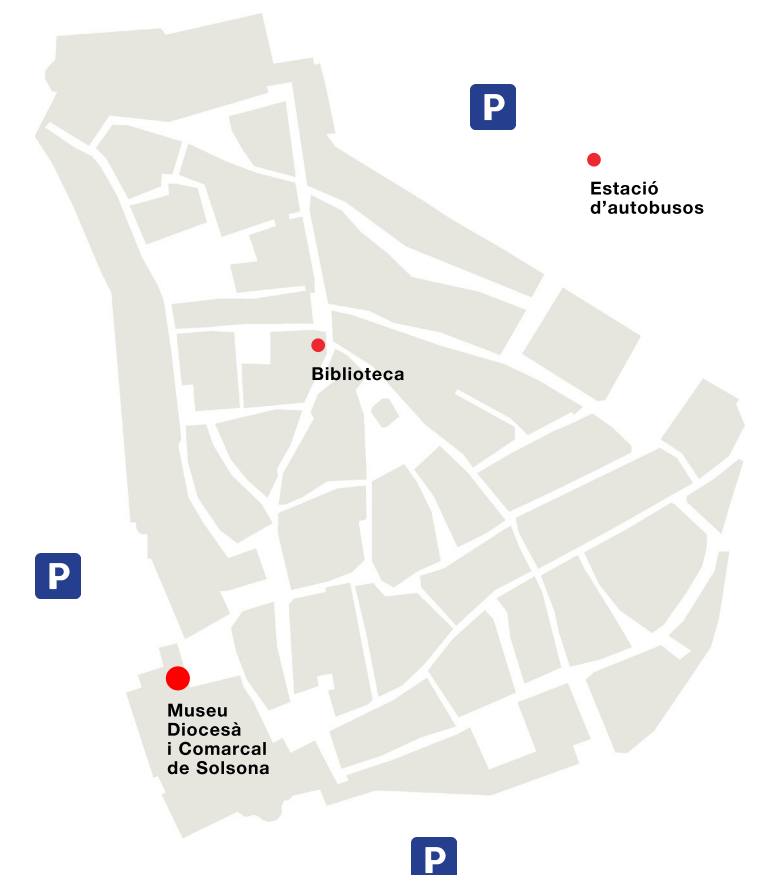 P
Estació
d'autobusos
Biblioteca
P
Museu
Diocesà
i Comarcal
de Solsona
P